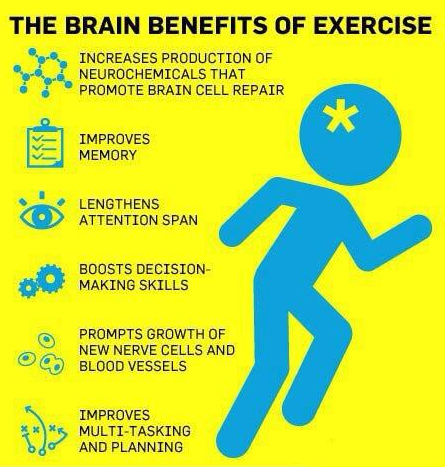 THE BRAIN BENEFITS OF EXERCISE
INCREASES PRODUCTION OF
NEUROCHEMICALS THAT
PROMOTE BRAIN CELL REPAIR
IMPROVES
MEMORY
LENGTHENS
ATTENTION SPAN
BOOSTS DECISION-
MAKING SKILLS
PROMPTS GROWTH OF
NEW NERVE CELLS AND
BLOOD VESSELS
IMPROVES
MULTI-TASKING
AND PLANNING